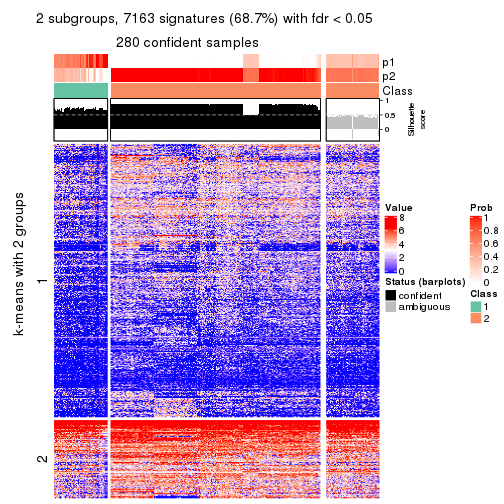 2 subgroups, 7163 signatures (68.7%) with fdr < 0.05
280 confident samples
p1
p2
Class
1
0.5
0
Silhouette
score
k-means with 2 groups
1
2
Value
8
6
4
2
0
Status (barplots)
confident
ambiguous
Prob
1
0.8
0.6
0.4
0.2
0
Class
1
2